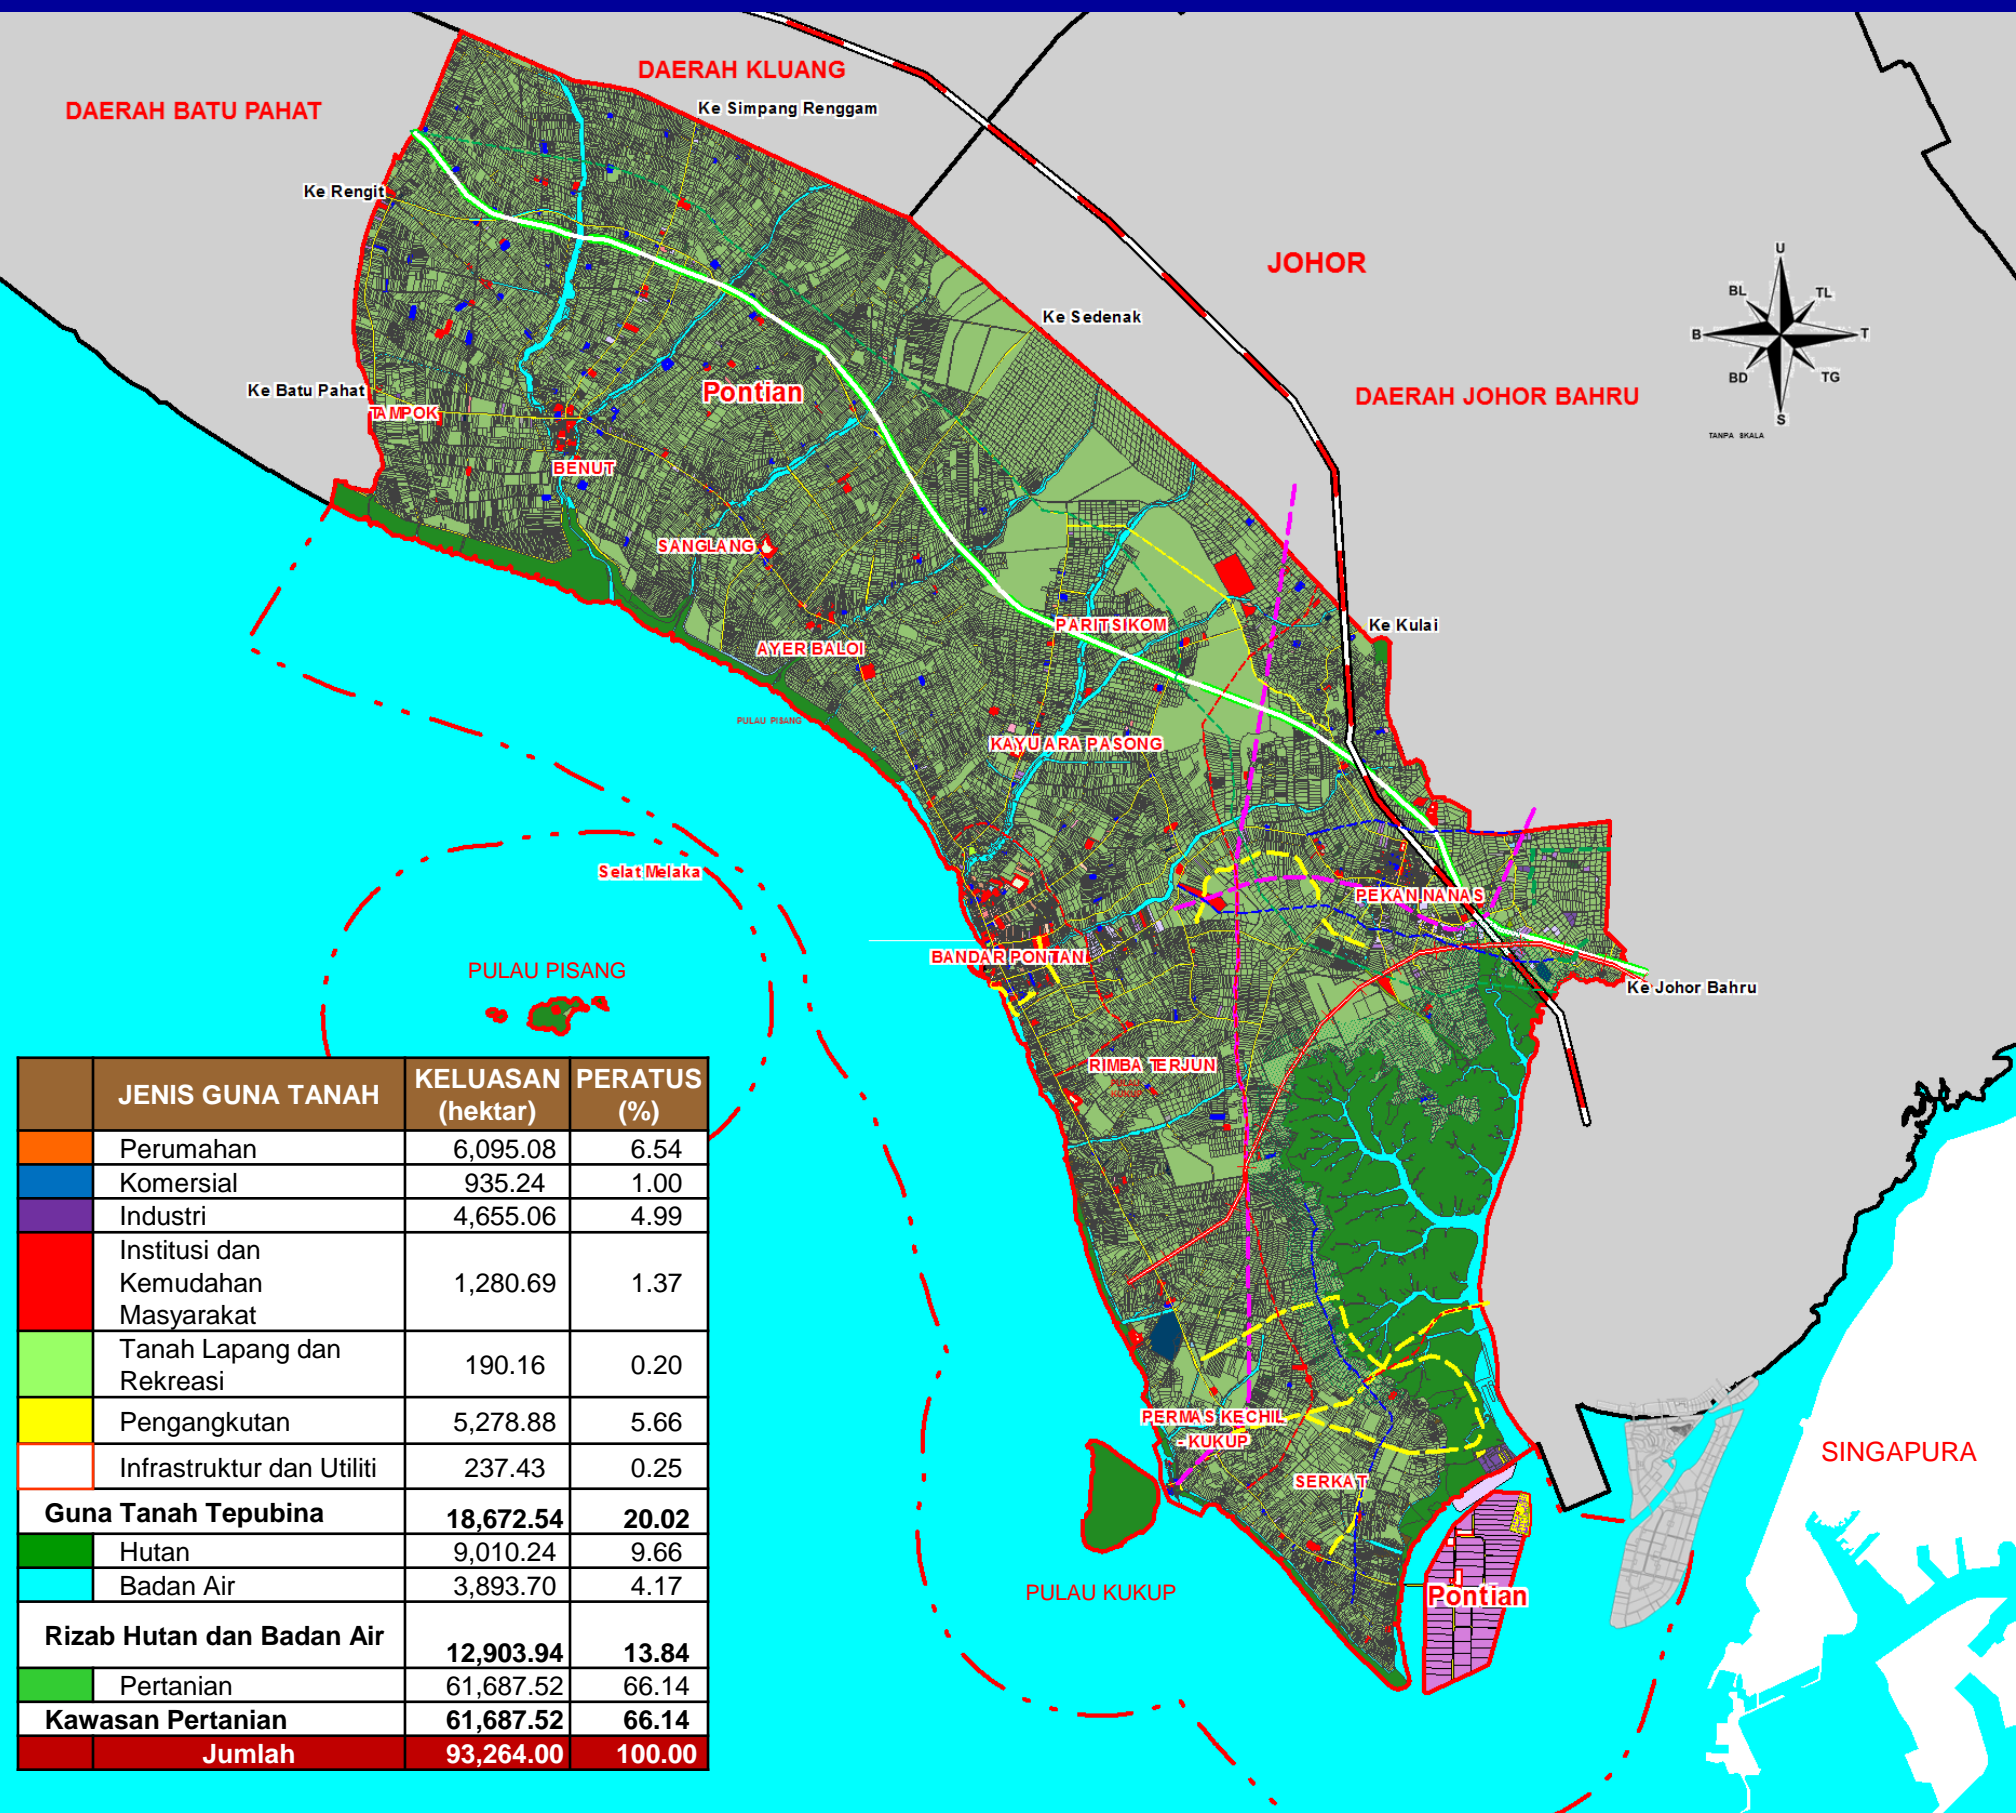 DAERAH KLUANG
DAERAH BATU PAHAT
Ke Simpang Renggam
Ke Rengit
JOHOR
U
BL
TL
B
T
BD
TG
S
TANPA SKALA
Ke Sedenak
Ke Batu Pahat
Pontian
DAERAH JOHOR BAHRU
TAMPOK
BENUT
SANGLANG
PARIT SIKOM
Ke Kulai
AYER BALOI
PULAU PISANG
KAYU ARA PASONG
Selat Melaka
PEKAN NANAS
BANDAR PONTIAN
PULAU PISANG
Ke Johor Bahru
RIMBA TERJUN
JENIS GUNA TANAH KELUASAN (hektar) PERATUS (%)
Perumahan 6,095.08 6.54
Komersial 935.24 1.00
Industri 4,655.06 4.99
Institusi dan
Kemudahan 1,280.69 1.37
Masyarakat
Tanah Lapang dan
Rekreasi 190.16 0.20
Pengangkutan 5,278.88 5.66
Infrastruktur dan Utiliti 237.43 0.25
Guna Tanah Tepubina 18,672.54 20.02
Hutan 9,010.24 9.66
Badan Air 3,893.70 4.17
Rizab Hutan dan Badan Air 12,903.94 13.84
Pertanian 61,687.52 66.14
Kawasan Pertanian 61,687.52 66.14
Jumlah 93,264.00 100.00
PERMAS KECHIL
- KUKUP
SERKAT
SINGAPURA
PULAU KUKUP
Pontian